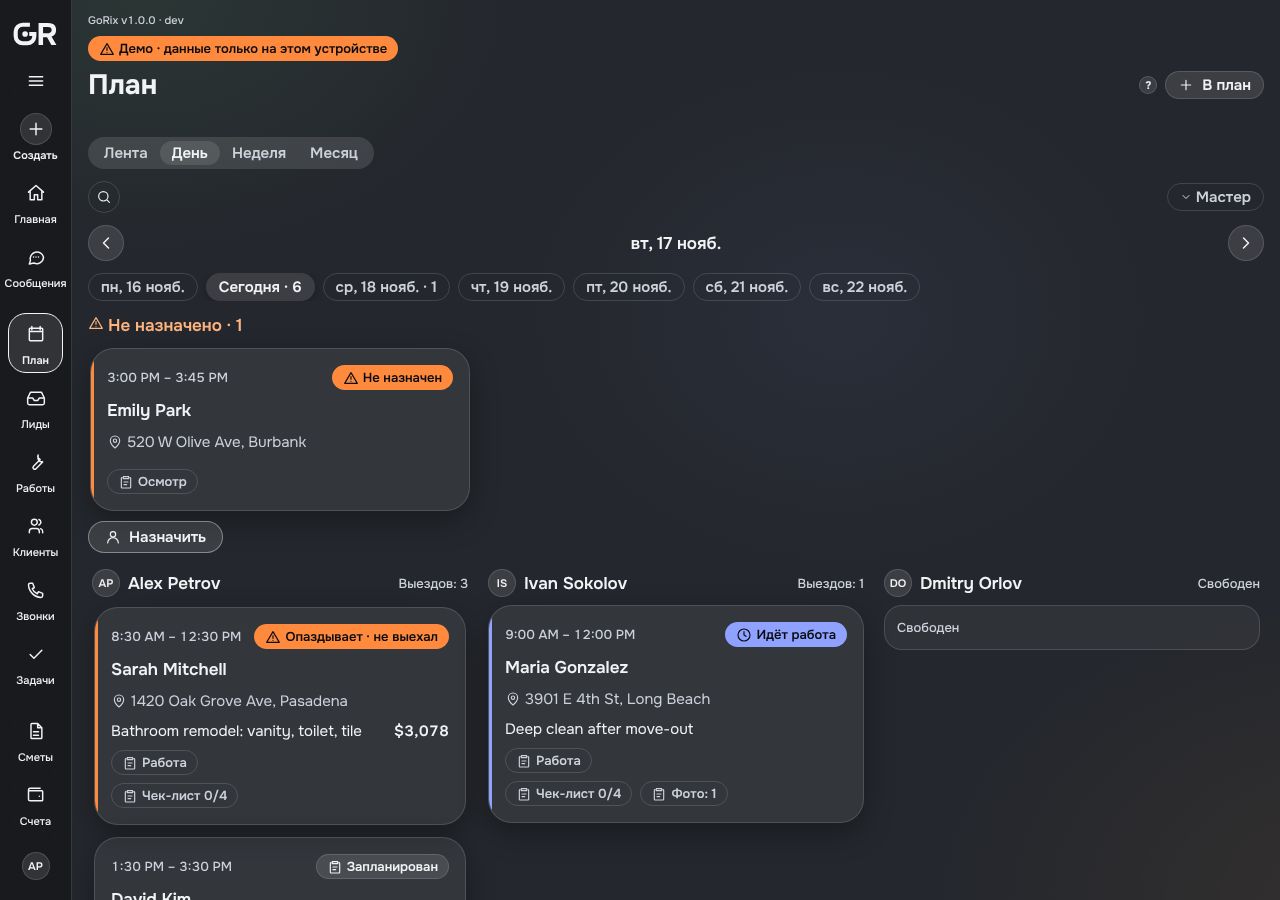 GR
GoRix v1.0.0 · dev
Демо · данные только на этом устройстве
План
?
В план
Создать
Главная
Сообщения
План
Лиды
Работы
Клиенты
Звонки
Задачи
Сметы
Счета
AP
Лента
День
Неделя
Месяц
Мастер
вт, 17 нояб.
пн, 16 нояб.
Сегодня · 6
ср, 18 нояб. · 1
чт, 19 нояб.
пт, 20 нояб.
сб, 21 нояб.
вс, 22 нояб.
Не назначено · 1
3:00 PM – 3:45 PM
Не назначен
Emily Park
520 W Olive Ave, Burbank
Осмотр
Назначить
AP
Alex Petrov
Выездов: 3
8:30 AM – 12:30 PM
Опаздывает · не выехал
Sarah Mitchell
1420 Oak Grove Ave, Pasadena
Bathroom remodel: vanity, toilet, tile
$3,078
Работа
Чек-лист 0/4
1:30 PM – 3:30 PM
Запланирован
David Kim
IS
Ivan Sokolov
Выездов: 1
9:00 AM – 12:00 PM
Идёт работа
Maria Gonzalez
3901 E 4th St, Long Beach
Deep clean after move-out
Работа
Чек-лист 0/4
Фото: 1
DO
Dmitry Orlov
Свободен
Свободен